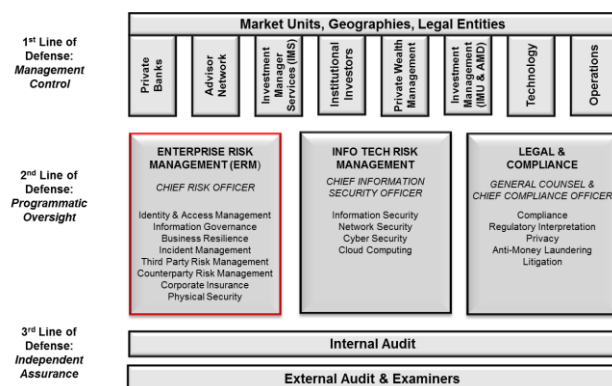 Market Units, Geographies, Legal Entities
1st Line of
Defense:
Management
Control
Private
Banks
Advisor
Network
Investment
Manager
Services (IMS)
Institutional
Investors
Private Wealth
Management
Investment
Management
(IMU & AMD)
Technology
Operations
2nd Line of
Defense:
Programmatic
Oversight
ENTERPRISE RISK
MANAGEMENT (ERM)
CHIEF RISK OFFICER
Identity & Access Management
Information Governance
Business Resilience
Incident Management
Third Party Risk Management
Counterparty Risk Management
Corporate Insurance
Physical Security
INFO TECH RISK
MANAGEMENT
CHIEF INFORMATION
SECURITY OFFICER
Information Security
Network Security
Cyber Security
Cloud Computing
LEGAL &
COMPLIANCE
GENERAL COUNSEL &
CHIEF COMPLIANCE OFFICER
Compliance
Regulatory Interpretation
Privacy
Anti-Money Laundering
Litigation
3rd Line of
Defense:
Independent
Assurance
Internal Audit
External Audit & Examiners